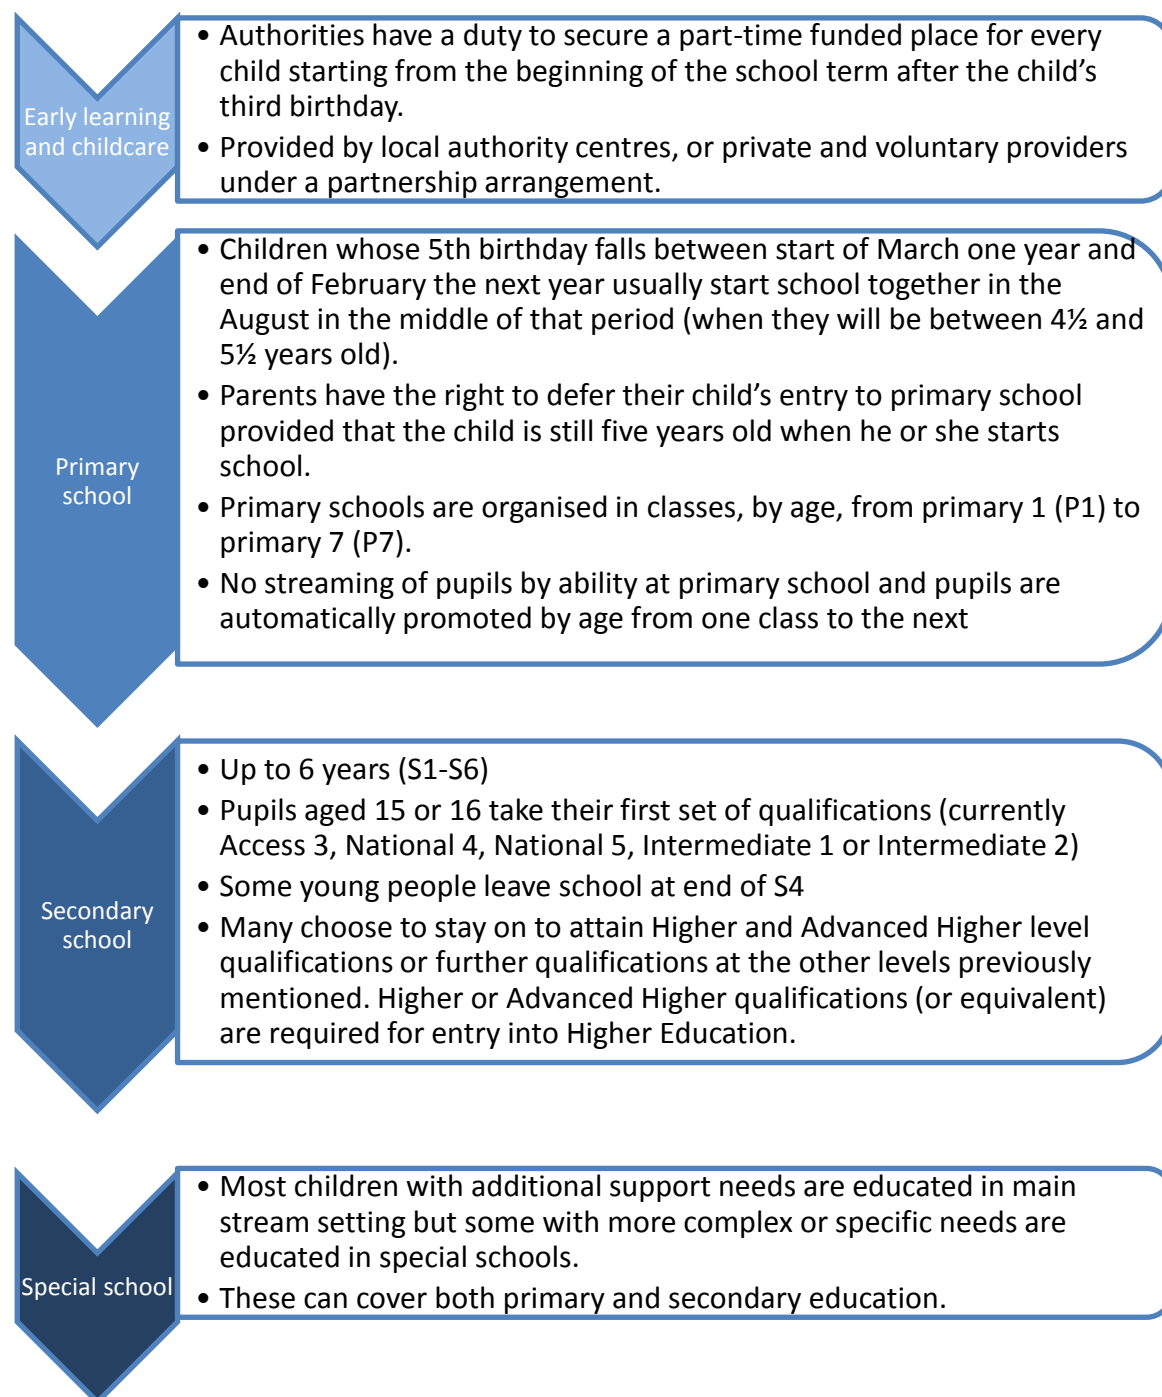 Early learning
and childcare
• Authorities have a duty to secure a part-time funded place for every
child starting from the beginning of the school term after the child’s
third birthday.
• Provided by local authority centres, or private and voluntary providers
under a partnership arrangement.
Primary
school
• Children whose 5th birthday falls between start of March one year and
end of February the next year usually start school together in the
August in the middle of that period (when they will be between 4½ and
5½ years old).
• Parents have the right to defer their child’s entry to primary school
provided that the child is still five years old when he or she starts
school.
• Primary schools are organised in classes, by age, from primary 1 (P1) to
primary 7 (P7).
• No streaming of pupils by ability at primary school and pupils are
automatically promoted by age from one class to the next
Secondary
school
• Up to 6 years (S1-S6)
• Pupils aged 15 or 16 take their first set of qualifications (currently
Access 3, National 4, National 5, Intermediate 1 or Intermediate 2)
• Some young people leave school at end of S4
• Many choose to stay on to attain Higher and Advanced Higher level
qualifications or further qualifications at the other levels previously
mentioned. Higher or Advanced Higher qualifications (or equivalent)
are required for entry into Higher Education.
Special school
• Most children with additional support needs are educated in main
stream setting but some with more complex or specific needs are
educated in special schools.
• These can cover both primary and secondary education.